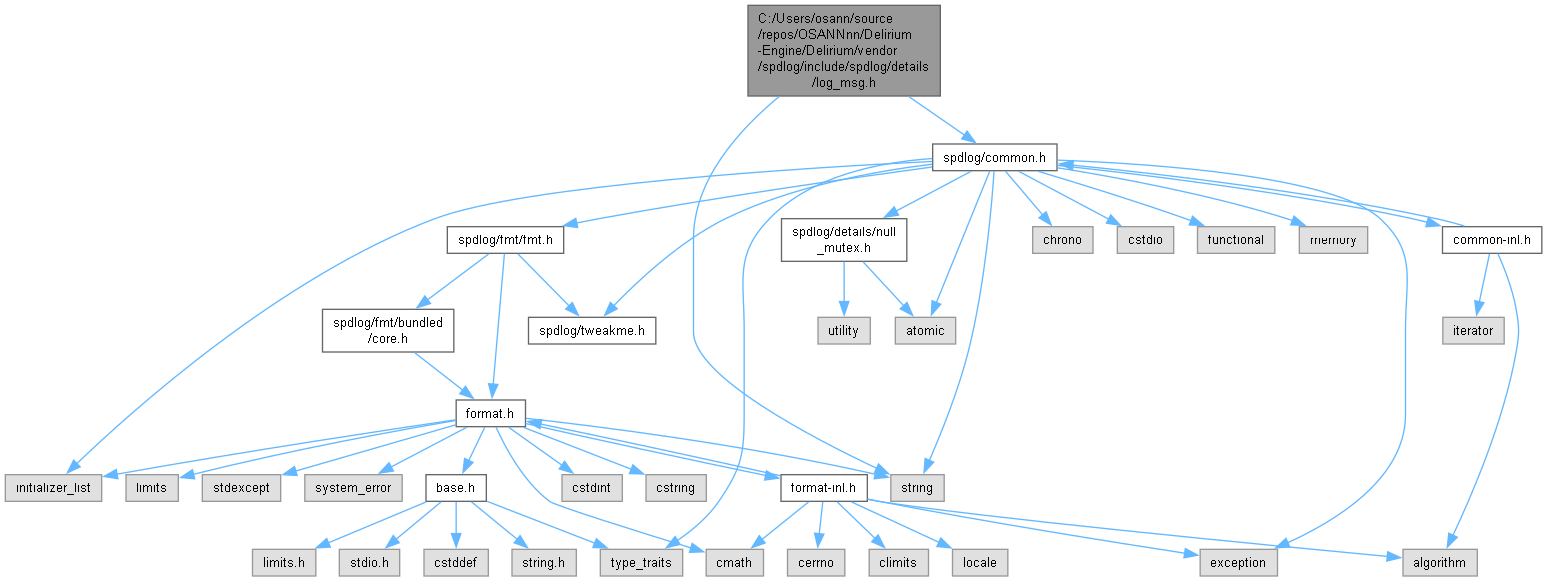 C:/Users/osann/source
/repos/OSANNnn/Delirium
-Engine/Delirium/vendor
/spdlog/include/spdlog/details
/log_msg.h
spdlog/common.h
spdlog/fmt/fmt.h
spdlog/details/null
_mutex.h
chrono
cstdio
functional
memory
common-inl.h
spdlog/fmt/bundled
/core.h
spdlog/tweakme.h
utility
atomic
iterator
format.h
initializer_list
limits
stdexcept
system_error
base.h
cstdint
cstring
format-inl.h
string
limits.h
stdio.h
cstddef
string.h
type_traits
cmath
cerrno
climits
locale
exception
algorithm